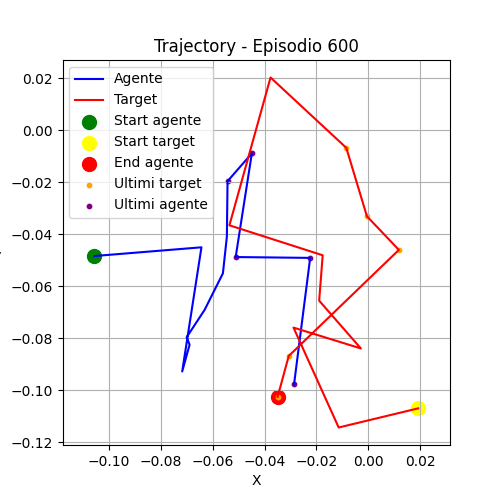 Trajectory - Episodio 600
Agente
Target
Start agente
Start target
End agente
Ultimi target
Ultimi agente
0.02
0.00
−0.02
−0.04
−0.06
−0.08
−0.10
−0.12
−0.10
−0.08
−0.06
−0.04
−0.02
0.00
0.02
X